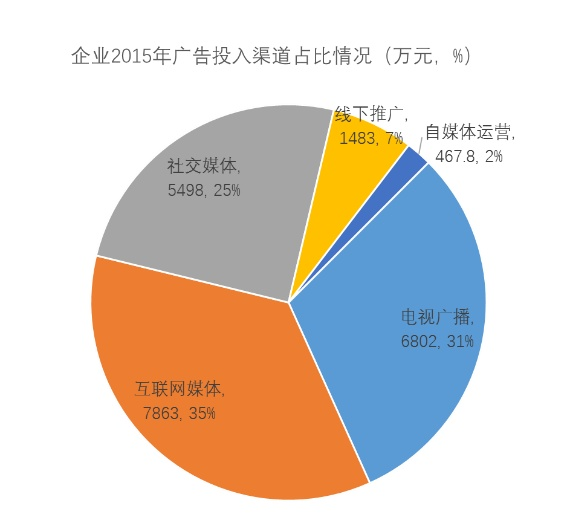 企业2015年广告投入渠道占比情况（万元，%）
线下推广,
1483, 7%
自媒体运营,
467.8, 2%
社交媒体,
5498, 25%
电视广播,
6802, 31%
互联网媒体,
7863, 35%